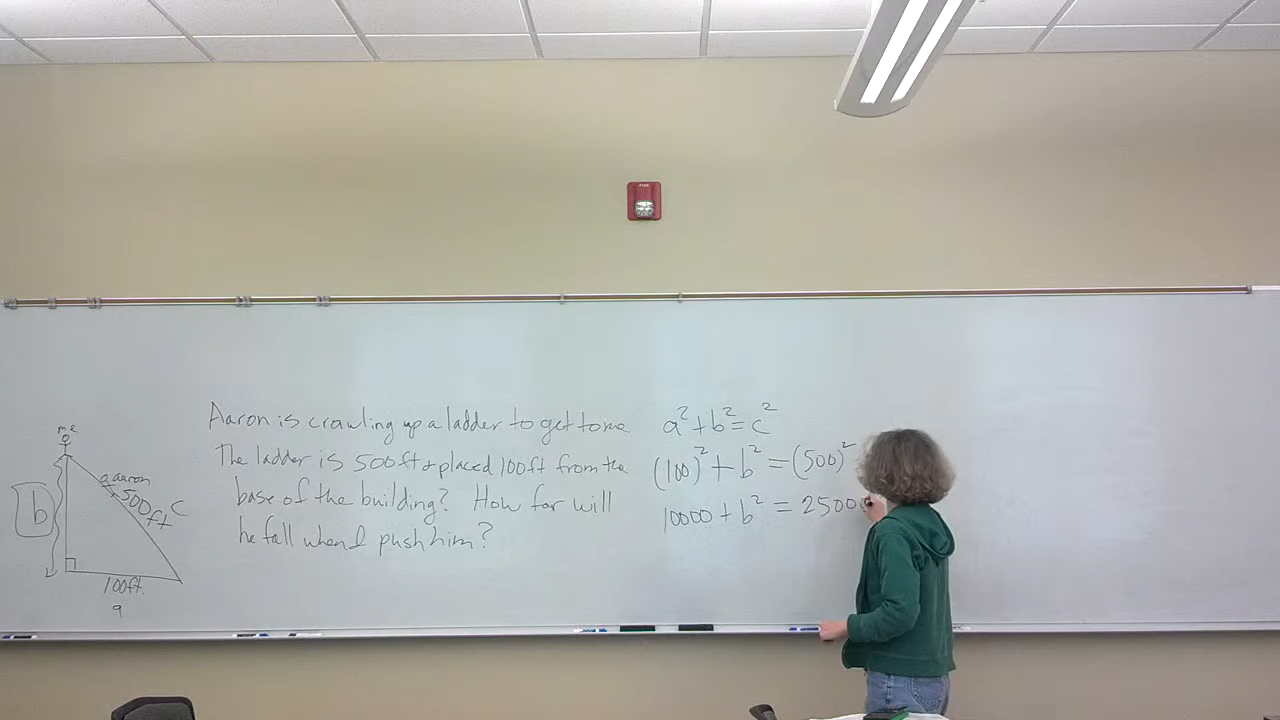 me
aaron
500ft C
b
100ft.
a
Aaron is crawling up a ladder to get to me
The ladder is 500ft + placed 100ft from the
base of the building? How far will
he fall when I push him?
a² + b² = c²
(100)² + b² = (500)²
10000 + b² = 2500